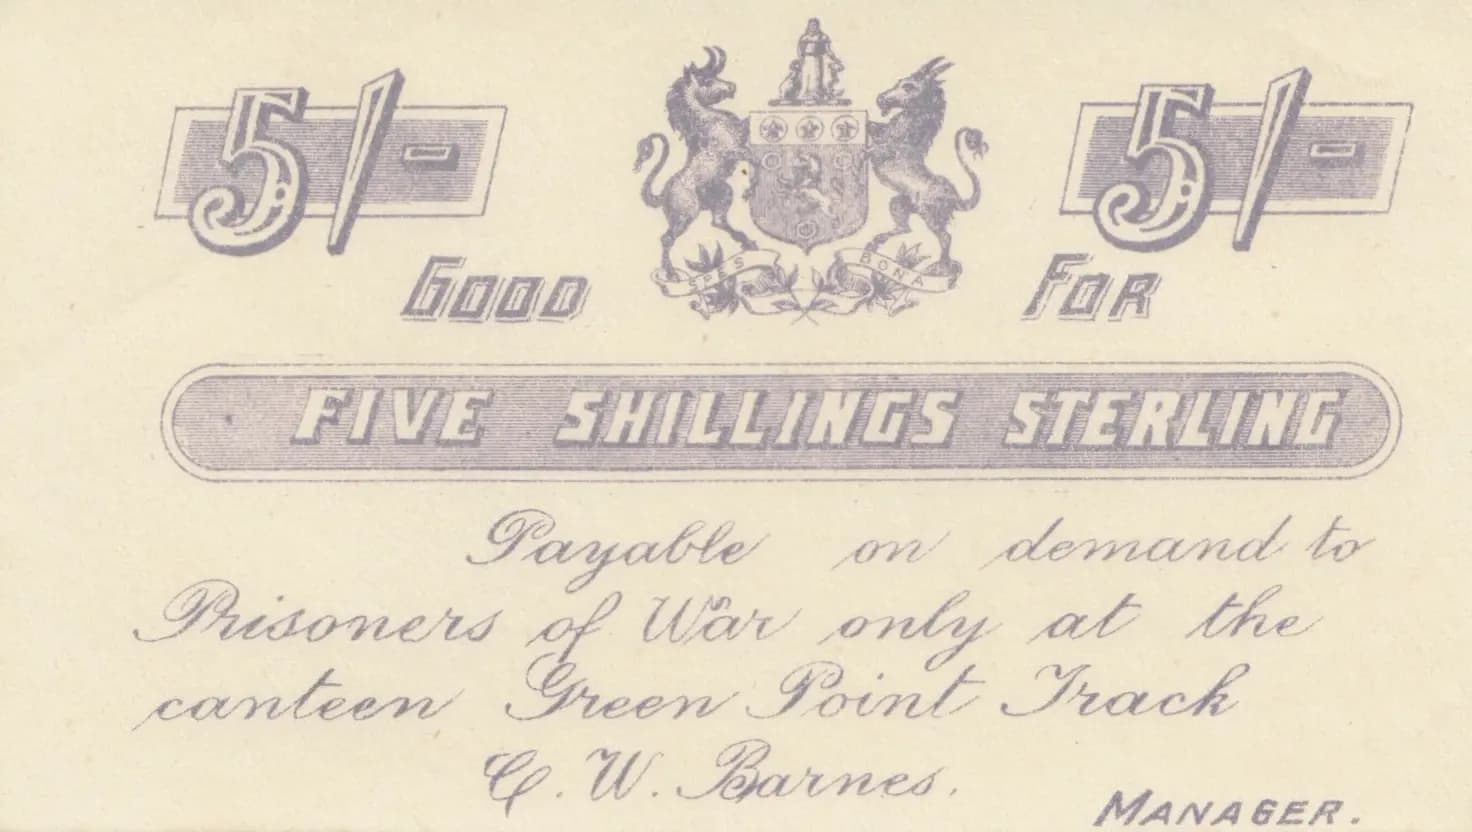 5/- 5/-
SPES BONA
GOOD FOR
FIVE SHILLINGS STERLING
Payable on demand to
Prisoners of War only at the
canteen Green Point Track
C. W. Barnes.
MANAGER.